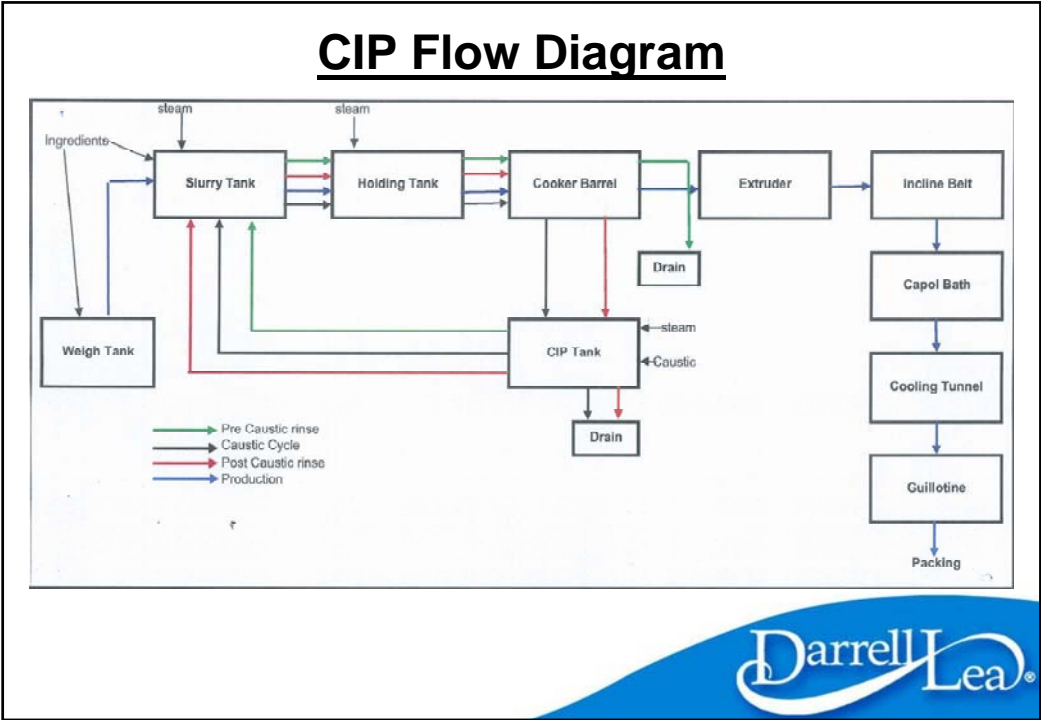 CIP Flow Diagram
steam
steam
Ingredients
Slurry Tank
Holding Tank
Cooker Barrel
Extruder
Incline Belt
Drain
Capol Bath
Weigh Tank
CIP Tank
steam
Caustic
Cooling Tunnel
Drain
Pre Caustic rinse
Caustic Cycle
Post Caustic rinse
Production
Guillotine
Packing
Darrell Lea®